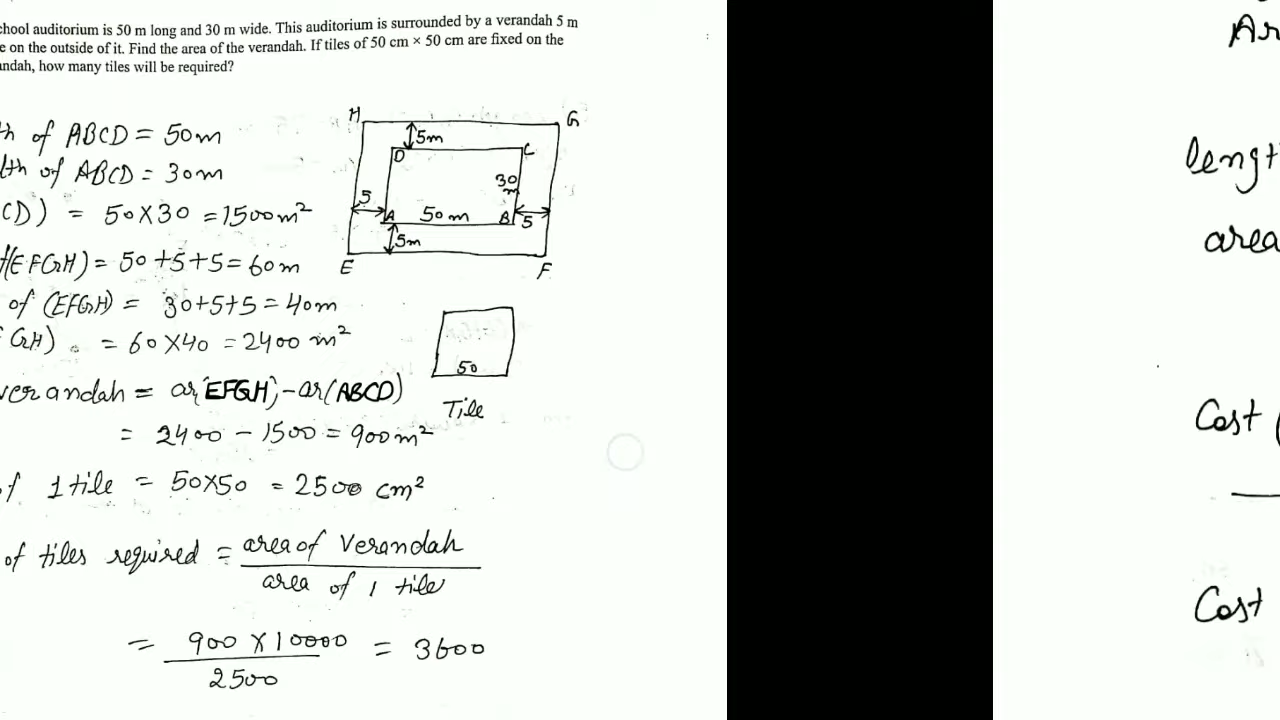 chool auditorium is 50 m long and 30 m wide. This auditorium is surrounded by a verandah 5 m
e on the outside of it. Find the area of the verandah. If tiles of 50 cm × 50 cm are fixed on the
andah, how many tiles will be required?
th of ABCD = 50m
dth of ABCD = 30m
CD) = 50×30 = 1500m²
H(EFGH) = 50+5+5 = 60m
of (EFGH) = 30+5+5 = 40m
GH) = 60×40 = 2400 m²
verandah = ar(EFGH) - ar(ABCD)
= 2400 - 1500 = 900m²
of 1 tile = 50×50 = 2500 cm²
of tiles required = area of Verandah
area of 1 tile
= 900 × 10000 = 3600
2500
H G
5m
D C
30
m
5 A 50m B 5
5m
E F
50
Tile
Ar
length
area
Cost (
Cost